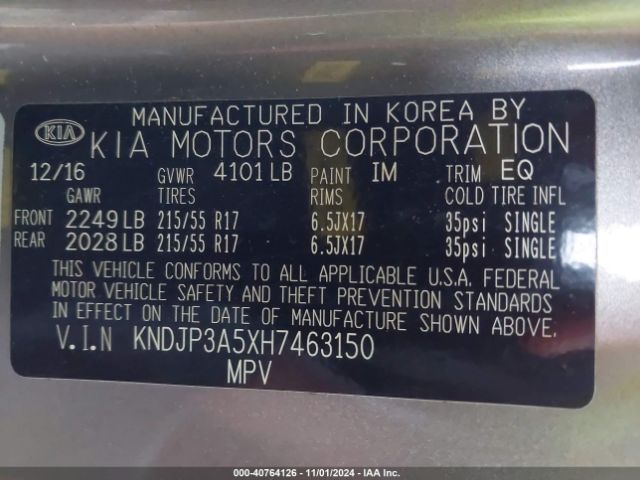 MANUFACTURED IN KOREA BY
KIA KIA MOTORS CORPORATION
12/16 GVWR 4101 LB PAINT IM TRIM EQ
GAWR TIRES RIMS COLD TIRE INFL
FRONT 2249 LB 215/55 R17 6.5JX17 35psi SINGLE
REAR 2028 LB 215/55 R17 6.5JX17 35psi SINGLE
THIS VEHICLE CONFORMS TO ALL APPLICABLE U.S.A. FEDERAL
MOTOR VEHICLE SAFETY AND THEFT PREVENTION STANDARDS
IN EFFECT ON THE DATE OF MANUFACTURE SHOWN ABOVE.
V.I.N KNDJP3A5XH7463150
MPV
000-40764126 - 11/01/2024 - IAAI.COM